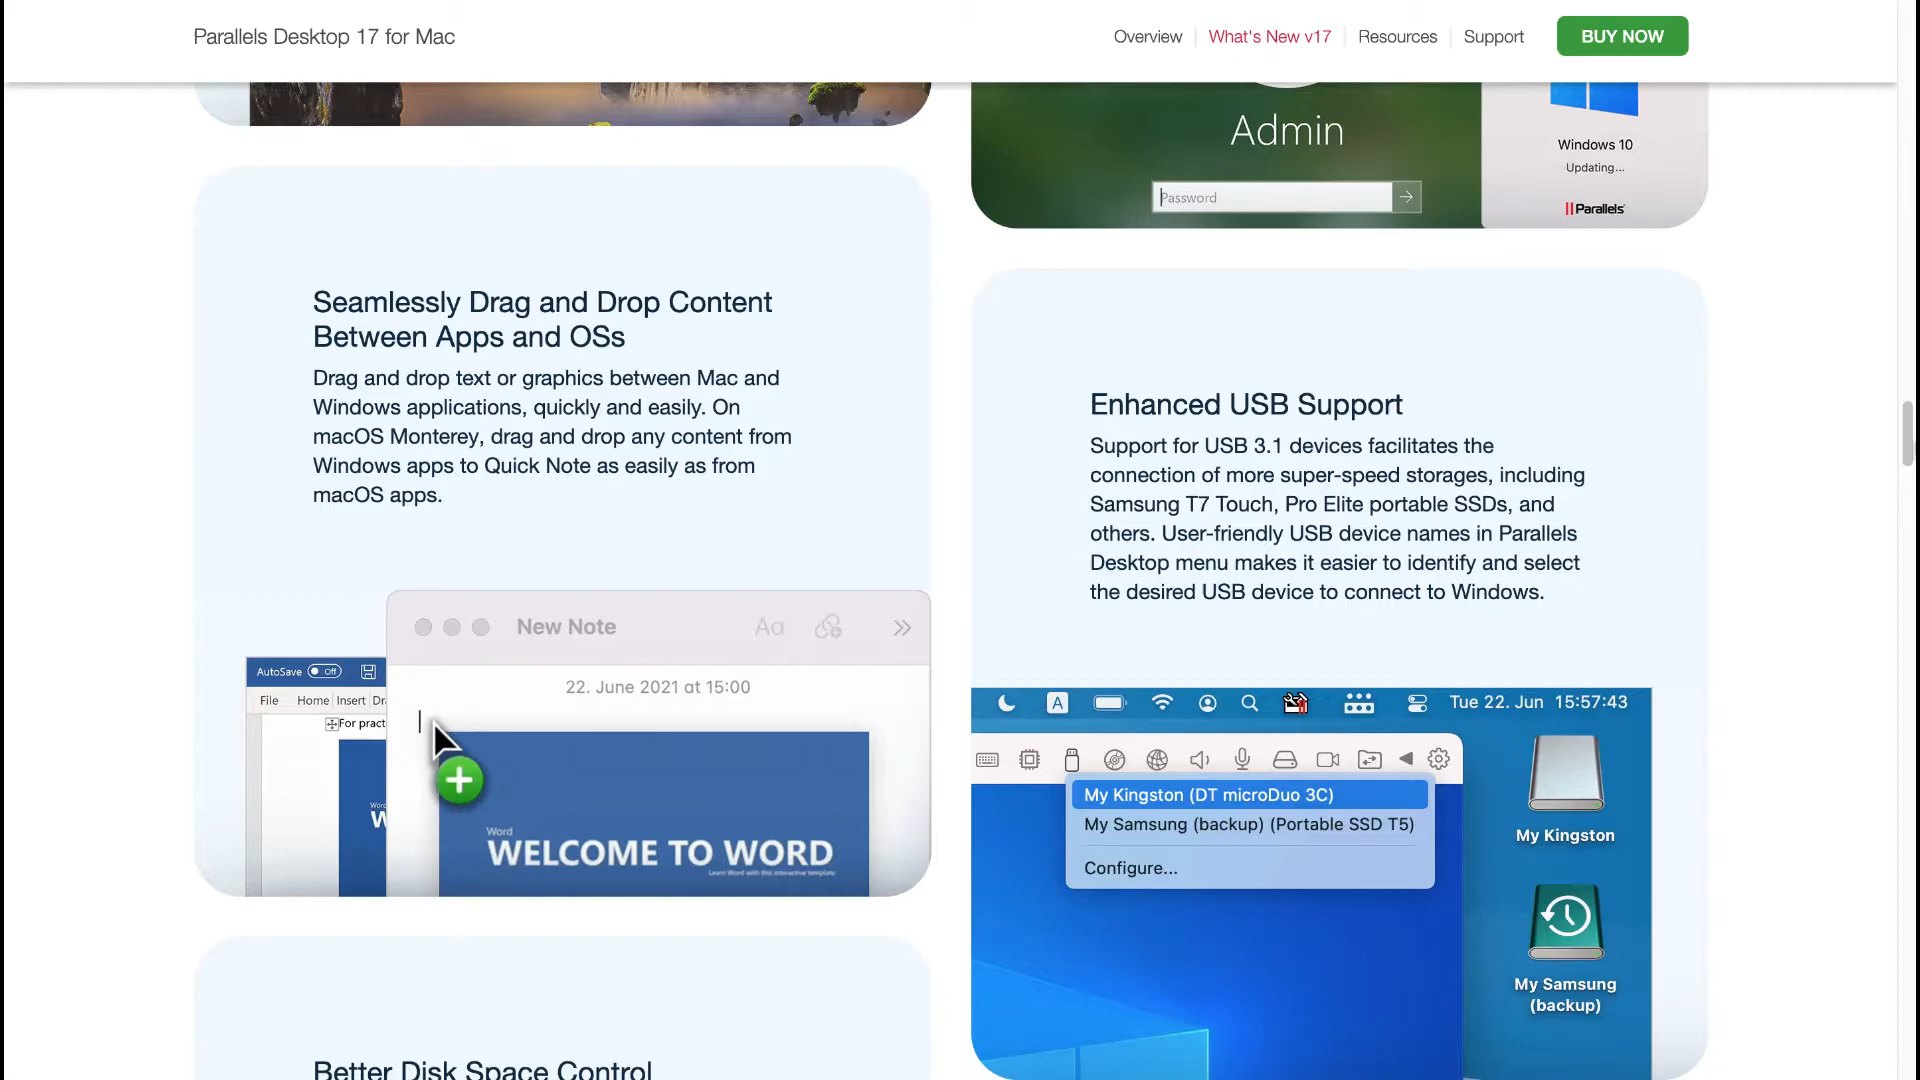 Parallels Desktop 17 for Mac
Overview
What's New v17
Resources
Support
BUY NOW
Admin
Password
Windows 10
Updating...
Parallels
Seamlessly Drag and Drop Content
Between Apps and OSs
Drag and drop text or graphics between Mac and
Windows applications, quickly and easily. On
macOS Monterey, drag and drop any content from
Windows apps to Quick Note as easily as from
macOS apps.
New Note
Aa
22. June 2021 at 15:00
AutoSave Off
File Home Insert Dr
For pract
Word
W
Word
WELCOME TO WORD
Learn Word with this interactive template
Better Disk Space Control
Enhanced USB Support
Support for USB 3.1 devices facilitates the
connection of more super-speed storages, including
Samsung T7 Touch, Pro Elite portable SSDs, and
others. User-friendly USB device names in Parallels
Desktop menu makes it easier to identify and select
the desired USB device to connect to Windows.
A
Tue 22. Jun 15:57:43
My Kingston (DT microDuo 3C)
My Samsung (backup) (Portable SSD T5)
Configure...
My Kingston
My Samsung
(backup)